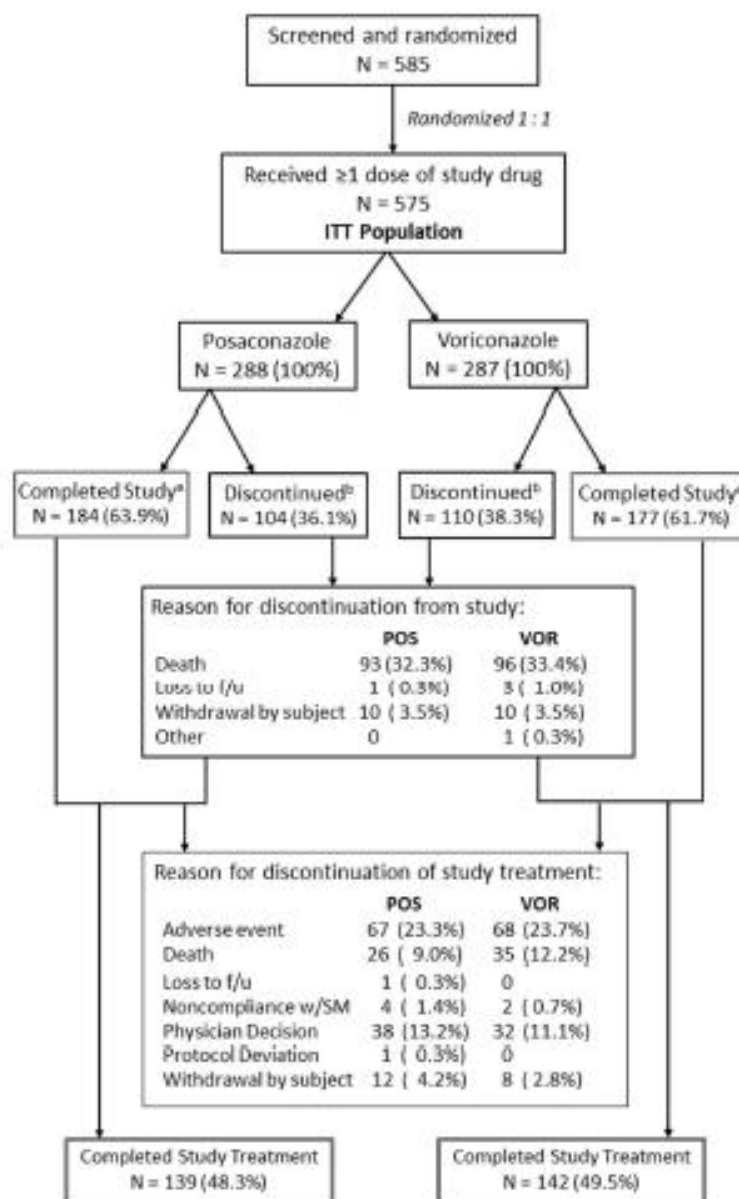 Screened and randomized
N = 585
Randomized 1 : 1
Received ≥1 dose of study drug
N = 575
ITT Population
Posaconazole
N = 288 (100%)
Voriconazole
N = 287 (100%)
Completed Studyᵃ
N = 184 (63.9%)
Discontinuedᵇ
N = 104 (36.1%)
Discontinuedᵇ
N = 110 (38.3%)
Completed Study
N = 177 (61.7%)
Reason for discontinuation from study:
POS VOR
Death 93 (32.3%) 96 (33.4%)
Loss to f/u 1 ( 0.3%) 3 ( 1.0%)
Withdrawal by subject 10 ( 3.5%) 10 ( 3.5%)
Other 0 1 ( 0.3%)
Reason for discontinuation of study treatment:
POS VOR
Adverse event 67 (23.3%) 68 (23.7%)
Death 26 ( 9.0%) 35 (12.2%)
Loss to f/u 1 ( 0.3%) 0
Noncompliance w/SM 4 ( 1.4%) 2 ( 0.7%)
Physician Decision 38 (13.2%) 32 (11.1%)
Protocol Deviation 1 ( 0.3%) 0
Withdrawal by subject 12 ( 4.2%) 8 ( 2.8%)
Completed Study Treatment
N = 139 (48.3%)
Completed Study Treatment
N = 142 (49.5%)